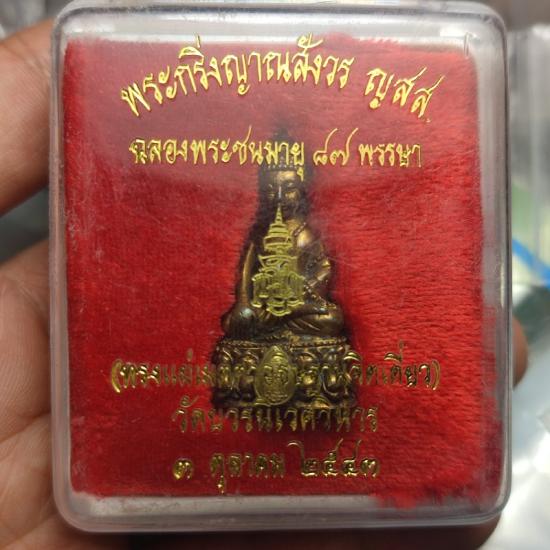 พระกริ่งญาณสังวร ญสส
ฉลองพระชนมายุ ๘๗ พรรษา
วัดบวรนิเวศวิหาร
๓ ตุลาคม ๒๕๔๓